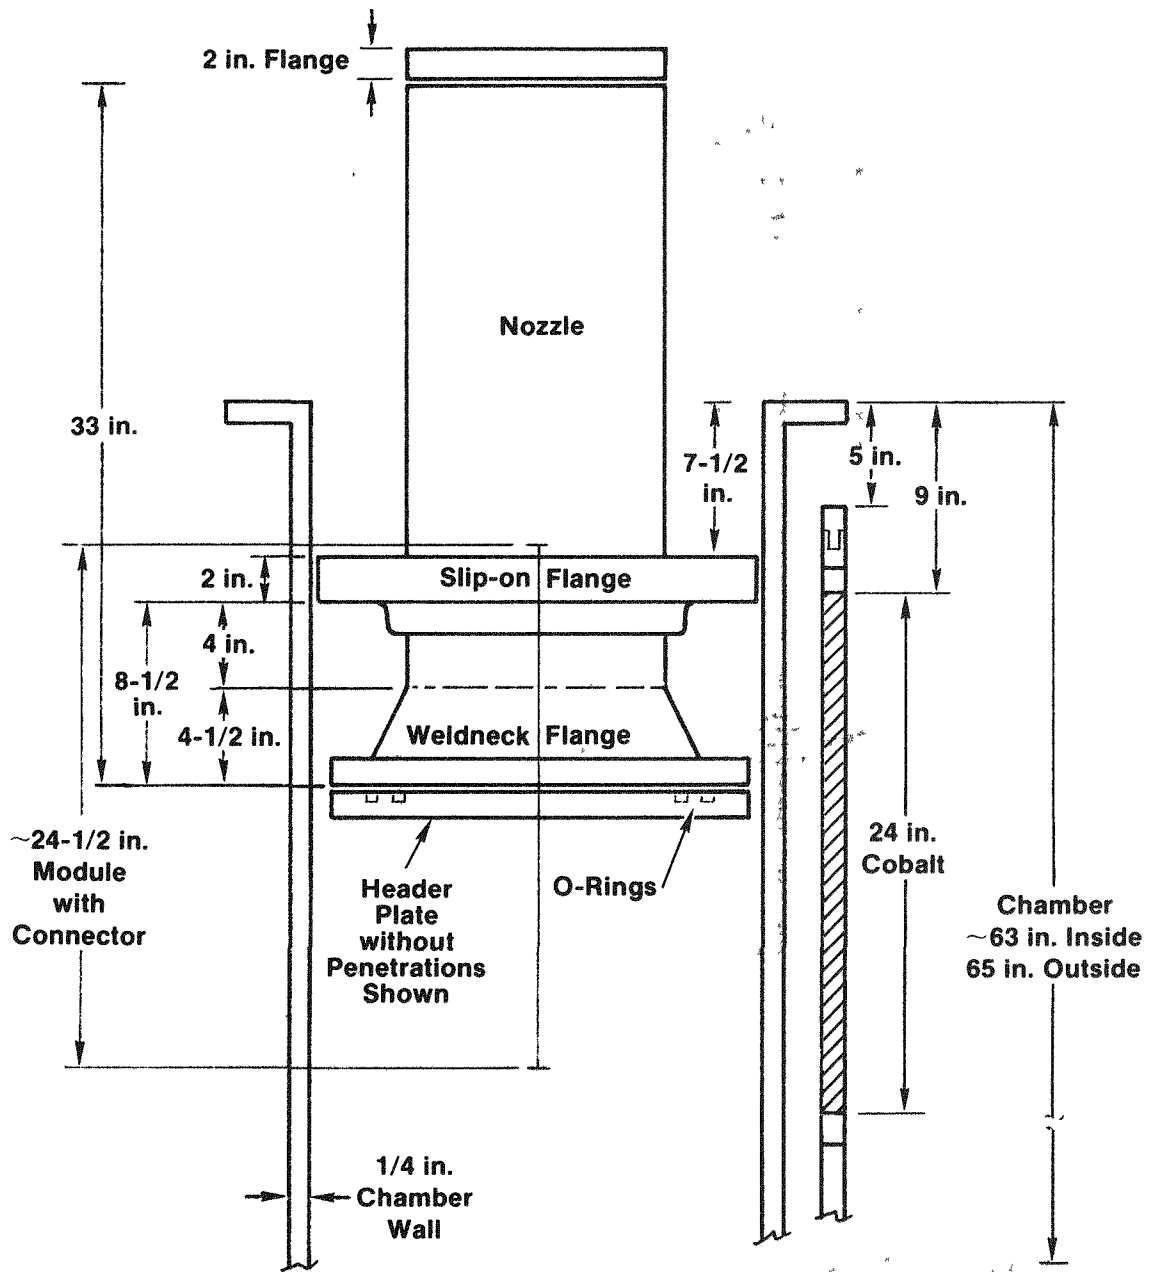 2 in. Flange
Nozzle
33 in.
7-1/2
in.
5 in.
9 in.
2 in.
Slip-on Flange
4 in.
8-1/2
in.
4-1/2 in.
Weldneck Flange
~24-1/2 in.
Module
with
Connector
Header
Plate
without
Penetrations
Shown
O-Rings
24 in.
Cobalt
Chamber
~63 in. Inside
65 in. Outside
1/4 in.
Chamber
Wall